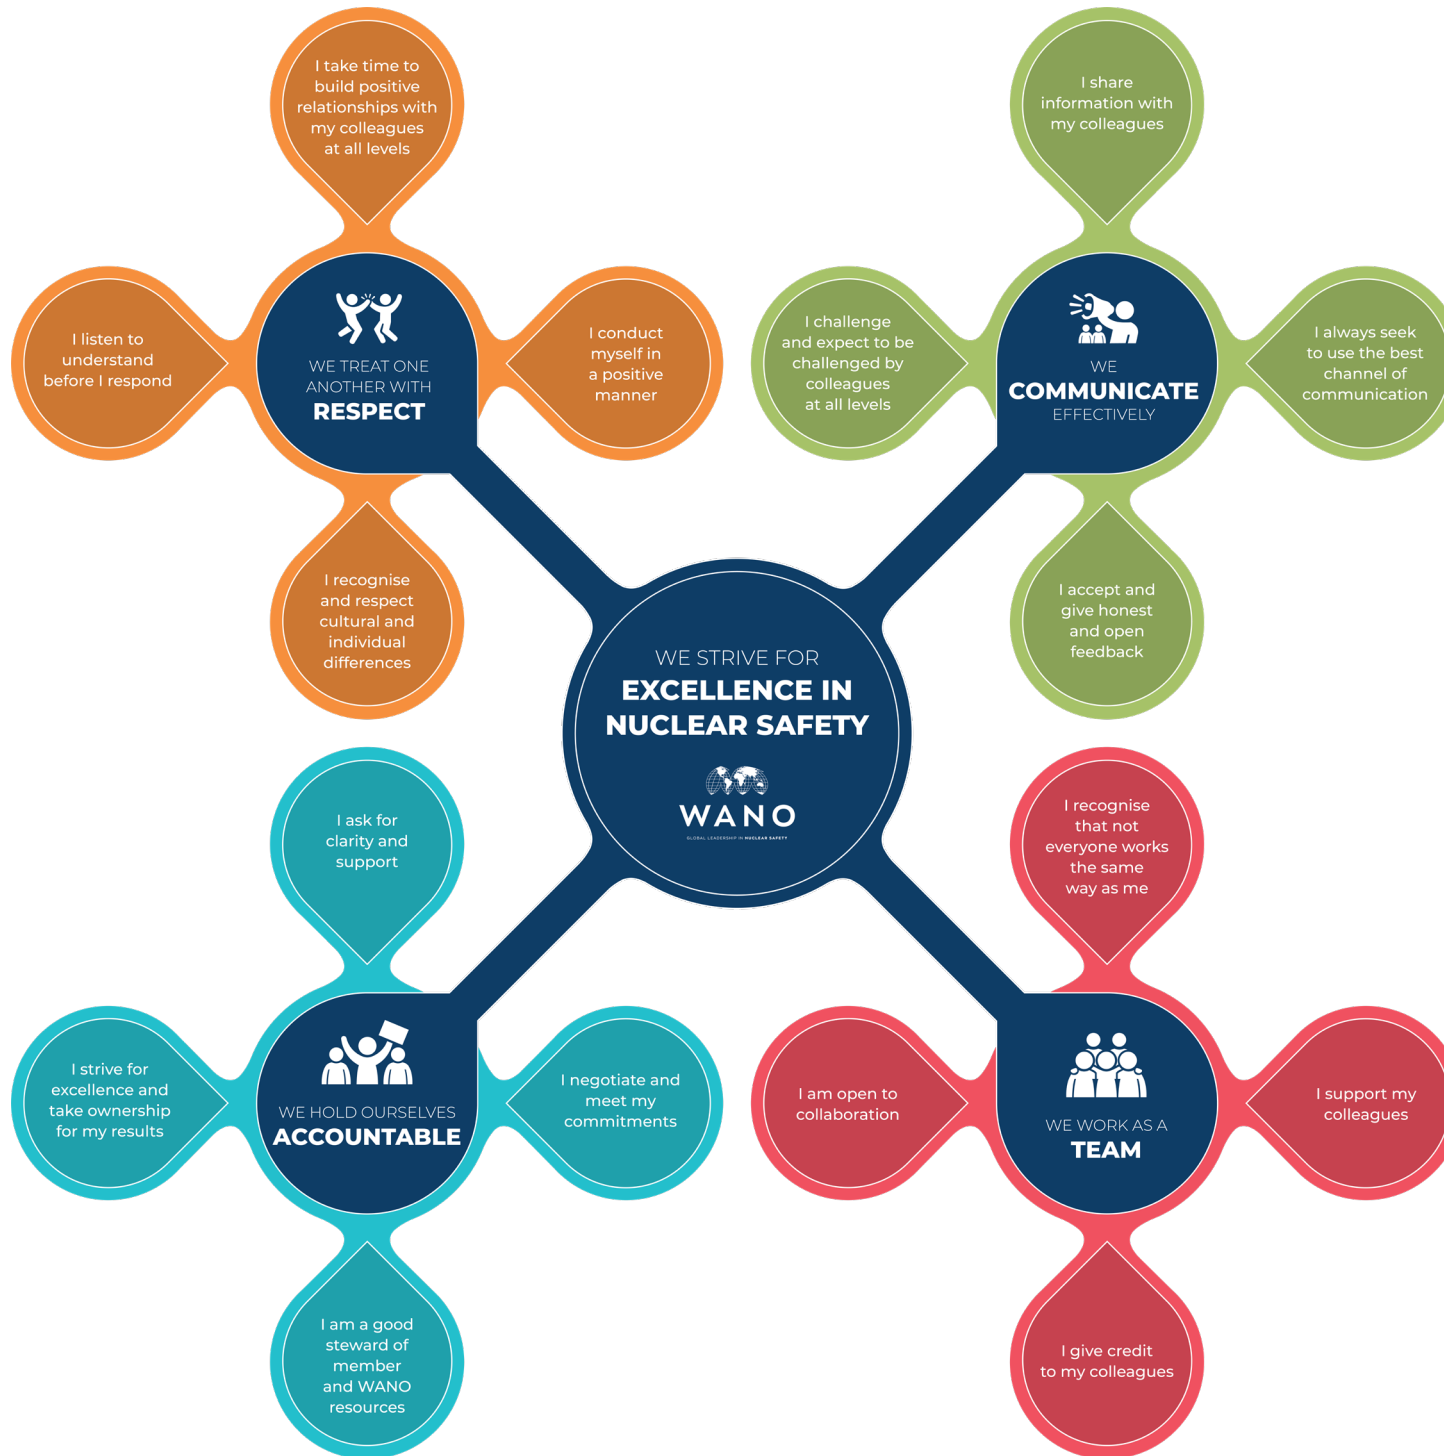 I take time to
build positive
relationships with
my colleagues
at all levels
I listen to
understand
before I respond
WE TREAT ONE
ANOTHER WITH
RESPECT
I conduct
myself in
a positive
manner
I recognise
and respect
cultural and
individual
differences
I share
information with
my colleagues
I challenge
and expect to be
challenged by
colleagues
at all levels
WE
COMMUNICATE
EFFECTIVELY
I always seek
to use the best
channel of
communication
I accept and
give honest
and open
feedback
WE STRIVE FOR
EXCELLENCE IN
NUCLEAR SAFETY
WANO
GLOBAL LEADERSHIP IN NUCLEAR SAFETY
I ask for
clarity and
support
I strive for
excellence and
take ownership
for my results
WE HOLD OURSELVES
ACCOUNTABLE
I negotiate and
meet my
commitments
I am a good
steward of
member
and WANO
resources
I recognise
that not
everyone works
the same
way as me
I am open to
collaboration
WE WORK AS A
TEAM
I support my
colleagues
I give credit
to my colleagues